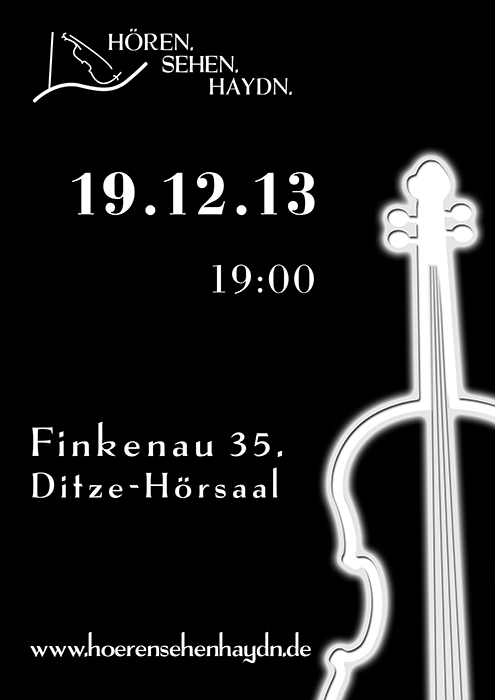 HÖREN.
SEHEN.
HAYDN.
19.12.13
19:00
Finkenau 35,
Ditze-Hörsaal
www.hoerensehenhaydn.de